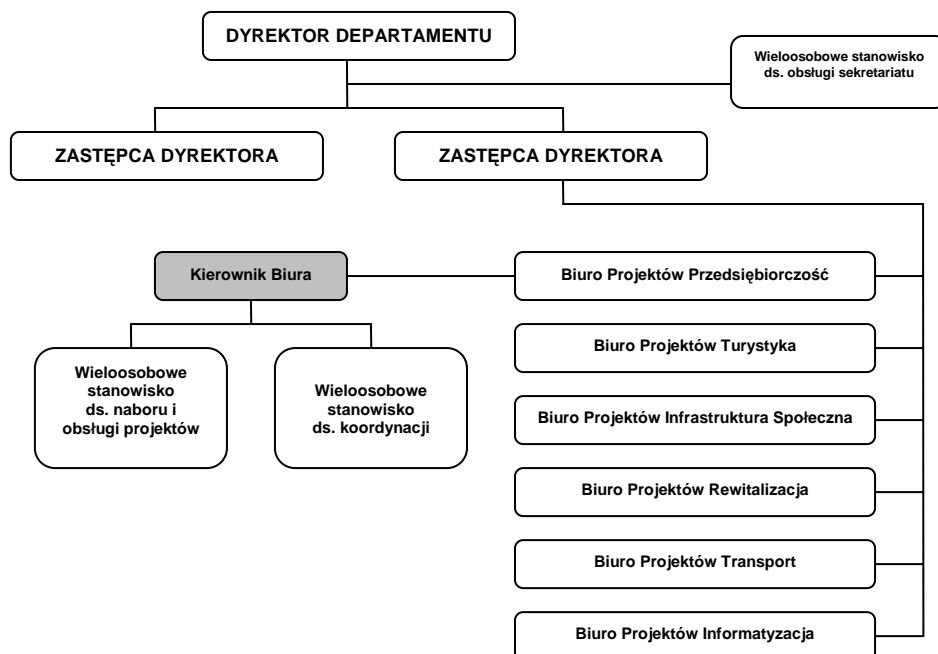 DYREKTOR DEPARTAMENTU
Wieloosobowe stanowisko
ds. obsługi sekretariatu
ZASTĘPCA DYREKTORA
ZASTĘPCA DYREKTORA
Kierownik Biura
Biuro Projektów Przedsiębiorczość
Biuro Projektów Turystyka
Wieloosobowe
stanowisko
ds. naboru i
obsługi projektów
Wieloosobowe
stanowisko
ds. koordynacji
Biuro Projektów Infrastruktura Społeczna
Biuro Projektów Rewitalizacja
Biuro Projektów Transport
Biuro Projektów Informatyzacja